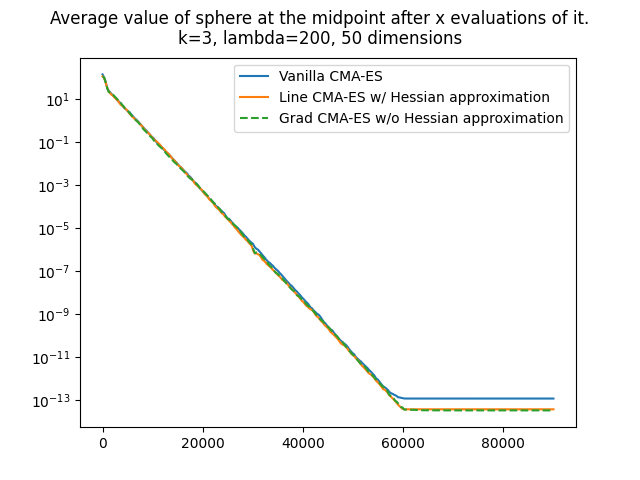 Average value of sphere at the midpoint after x evaluations of it.
k=3, lambda=200, 50 dimensions
Vanilla CMA-ES
Line CMA-ES w/ Hessian approximation
Grad CMA-ES w/o Hessian approximation
10¹
10⁻¹
10⁻³
10⁻⁵
10⁻⁷
10⁻⁹
10⁻¹¹
10⁻¹³
0 20000 40000 60000 80000